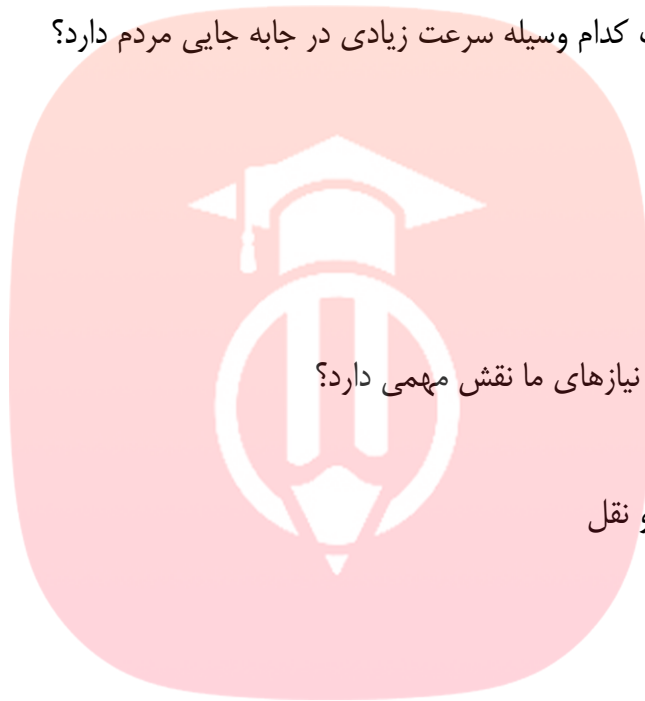 کدام وسیله سرعت زیادی در جابه جایی مردم دارد؟
نیازهای ما نقش مهمی دارد؟
و نقل